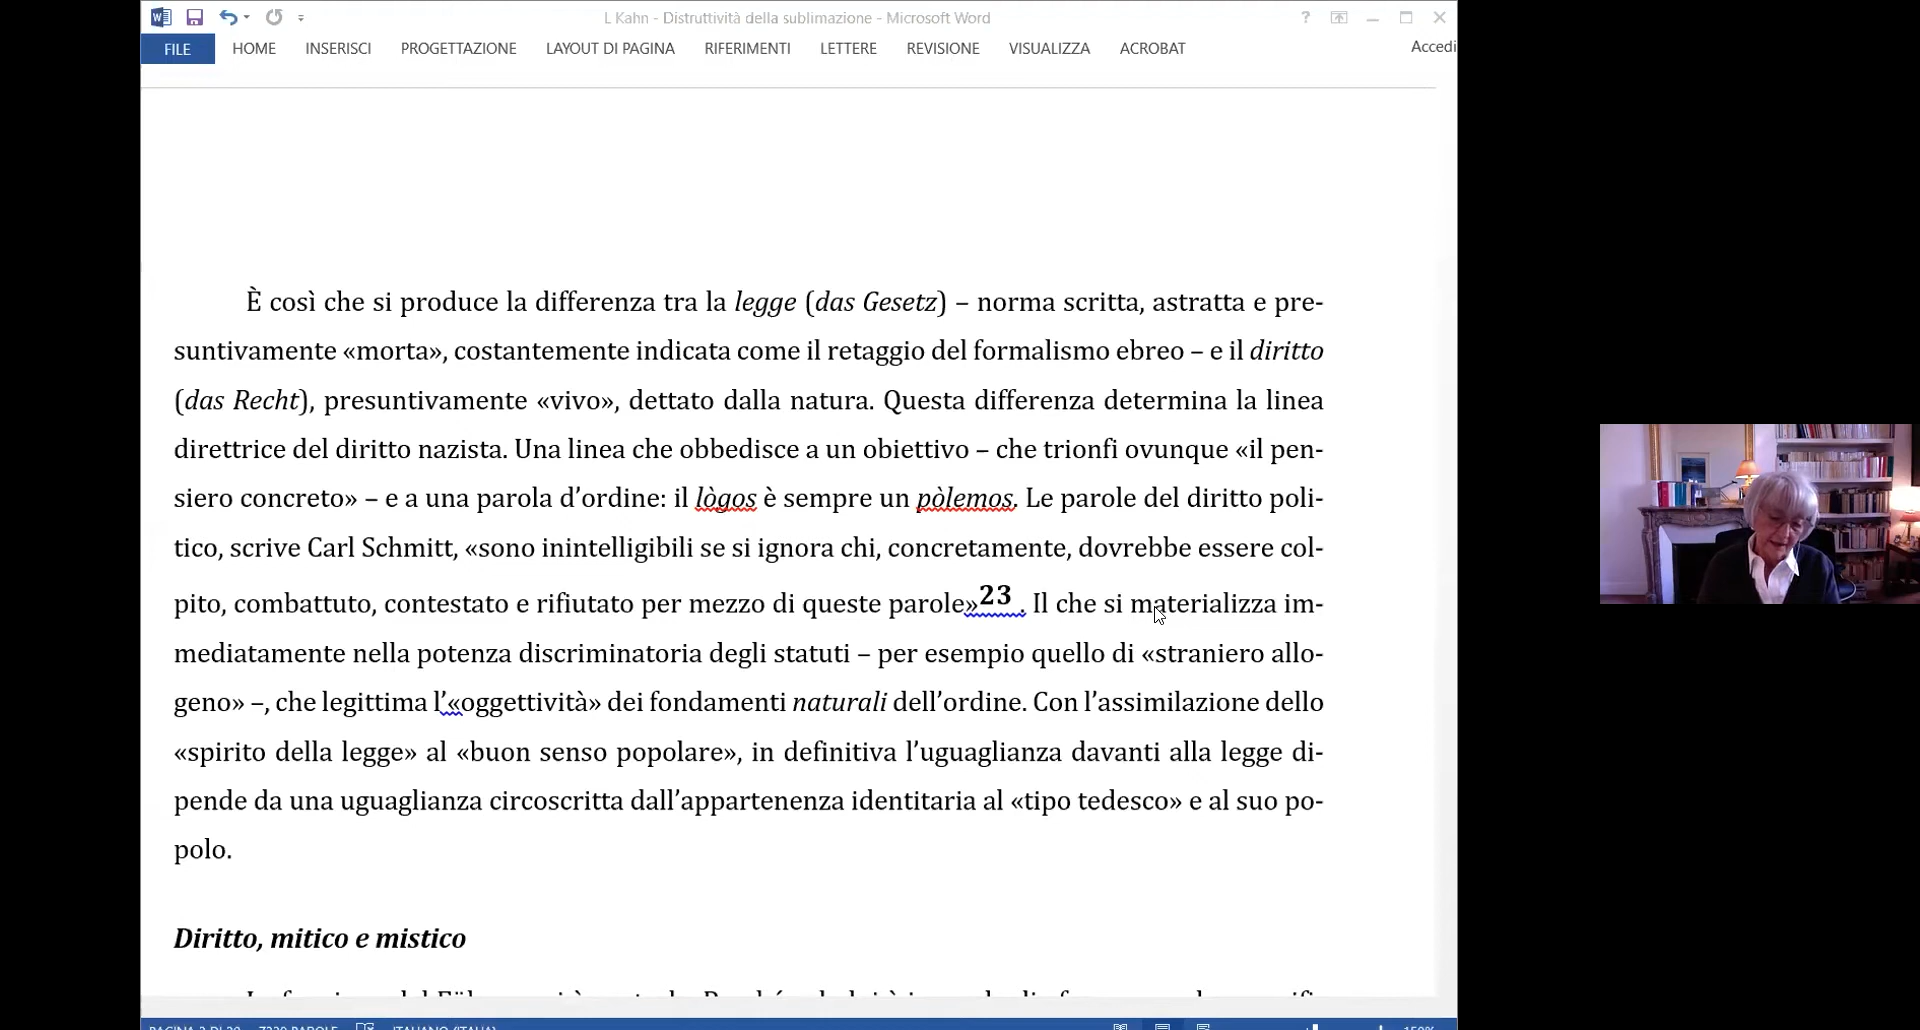 L Kahn - Distruttività della sublimazione - Microsoft Word
FILE HOME INSERISCI PROGETTAZIONE LAYOUT DI PAGINA RIFERIMENTI LETTERE REVISIONE VISUALIZZA ACROBAT Accedi
È così che si produce la differenza tra la legge (das Gesetz) – norma scritta, astratta e pre-
suntivamente «morta», costantemente indicata come il retaggio del formalismo ebreo – e il diritto
(das Recht), presuntivamente «vivo», dettato dalla natura. Questa differenza determina la linea
direttrice del diritto nazista. Una linea che obbedisce a un obiettivo – che trionfi ovunque «il pen-
siero concreto» – e a una parola d’ordine: il lògos è sempre un pòlemos. Le parole del diritto poli-
tico, scrive Carl Schmitt, «sono inintelligibili se si ignora chi, concretamente, dovrebbe essere col-
pito, combattuto, contestato e rifiutato per mezzo di queste parole»23 . Il che si materializza im-
mediatamente nella potenza discriminatoria degli statuti – per esempio quello di «straniero allo-
geno» –, che legittima l’«oggettività» dei fondamenti naturali dell’ordine. Con l’assimilazione dello
«spirito della legge» al «buon senso popolare», in definitiva l’uguaglianza davanti alla legge di-
pende da una uguaglianza circoscritta dall’appartenenza identitaria al «tipo tedesco» e al suo po-
polo.
Diritto, mitico e mistico